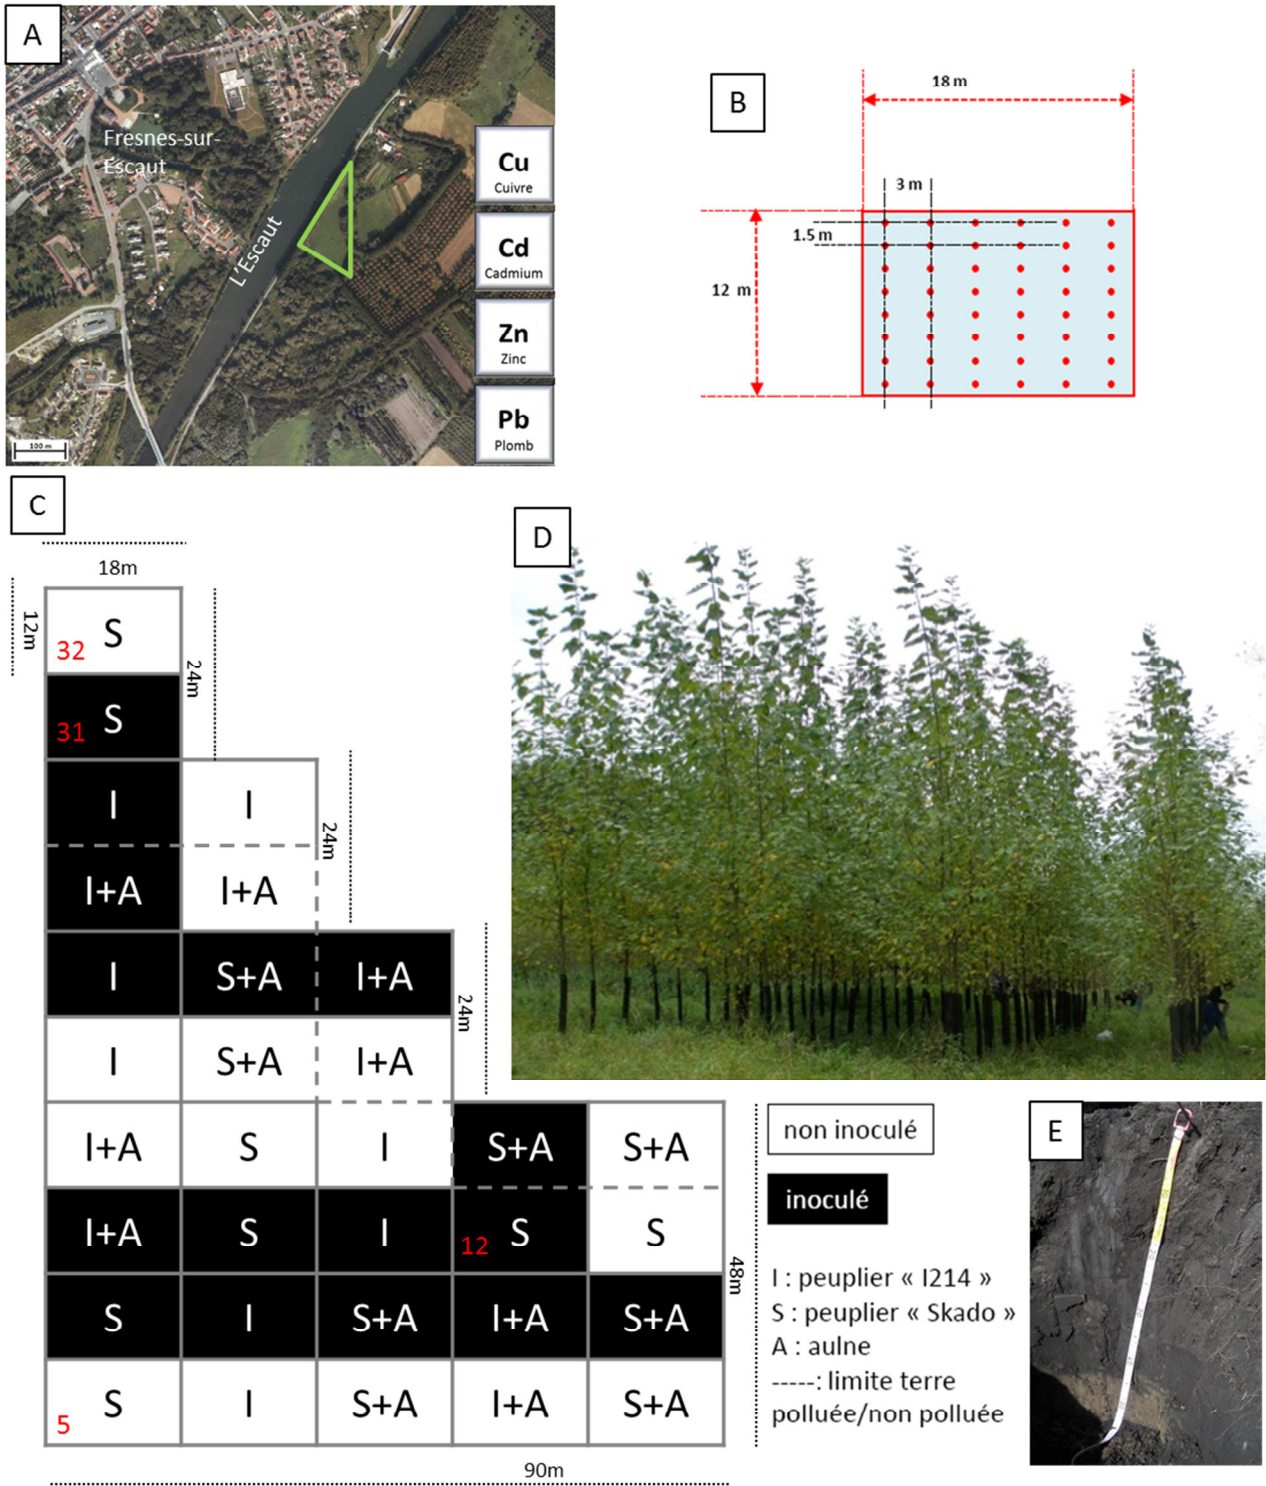 A
Fresnes-sur-
Escaut
L'Escaut
100 m
Cu
Cuivre
Cd
Cadmium
Zn
Zinc
Pb
Plomb
B
18 m
3 m
1.5 m
12 m
C
18m
12m
32 S
24m
31 S
I I
24m
I+A I+A
I S+A I+A
24m
I S+A I+A
I+A S I S+A S+A
I+A S I 12 S S
48m
S I S+A I+A S+A
5 S I S+A I+A S+A
90m
D
non inoculé
inoculé
I : peuplier « I214 »
S : peuplier « Skado »
A : aulne
-----: limite terre
polluée/non polluée
E